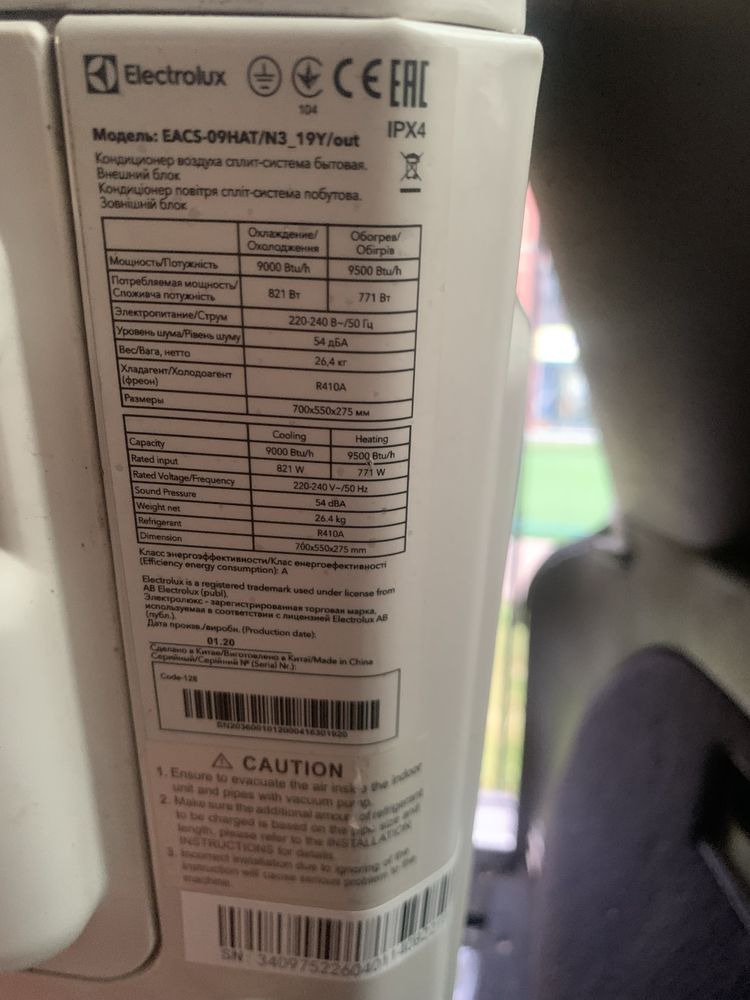 Electrolux
CE EAC
104
IPX4
Модель: EACS-09HAT/N3_19Y/out
Кондиционер воздуха сплит-система бытовая.
Внешний блок
Кондиціонер повітря спліт-система побутова.
Зовнішній блок
Охлаждение/ Обогрев/
Охолодження Обігрів
Мощность/Потужність 9000 Btu/h 9500 Btu/h
Потребляемая мощность/
Споживча потужність 821 Вт 771 Вт
Электропитание/Струм 220-240 В~/50 Гц
Уровень шума/Рівень шуму 54 дБА
Вес/Вага, нетто 26,4 кг
Хладагент/Холодоагент
(фреон) R410A
Размеры 700x550x275 мм
Cooling Heating
Capacity 9000 Btu/h 9500 Btu/h
Rated input 821 W 771 W
Rated Voltage/Frequency 220-240 V~/50 Hz
Sound Pressure 54 dBA
Weight net 26.4 kg
Refrigerant R410A
Dimension 700x550x275 mm
Класс энергоэффективности/Клас енергоефективності
(Efficiency energy consumption): A
Electrolux is a registered trademark used under license from
AB Electrolux (publ).
Электролюкс - зарегистрированная торговая марка,
используемая в соответствии с лицензией Electrolux AB
(публ.).
Дата произв./виробн. (Production date):
01.20
Сделано в Китае/Виготовлено в Китаї/Made in China
Серийный/Серійний № (Serial Nr.):
Code-128
CAUTION
1. Ensure to evacuate the air inside the indoor
unit and pipes with vacuum pump.
2. Make sure the additional amount of refrigerant
to be charged is based on the pipe size and
length, please refer to the INSTALLATION
INSTRUCTIONS for details.
3. Incorrect installation due to ignoring of the
instruction will cause serious problem to the
machine.
SN: